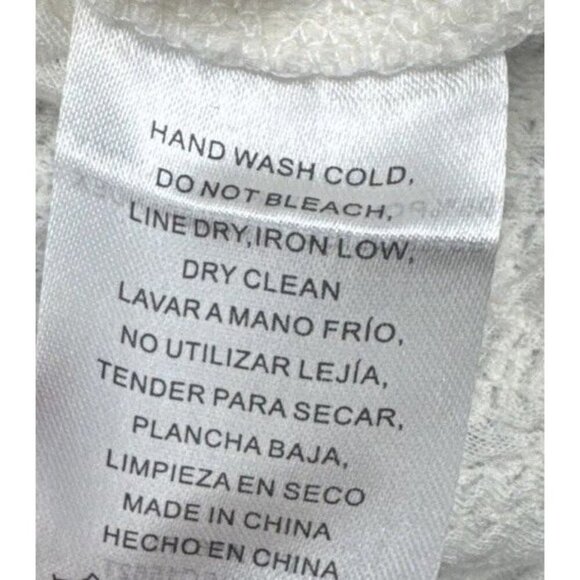 HAND WASH COLD,
DO NOT BLEACH,
LINE DRY,IRON LOW,
DRY CLEAN
LAVAR A MANO FRÍO,
NO UTILIZAR LEJÍA,
TENDER PARA SECAR,
PLANCHA BAJA,
LIMPIEZA EN SECO
MADE IN CHINA
HECHO EN CHINA